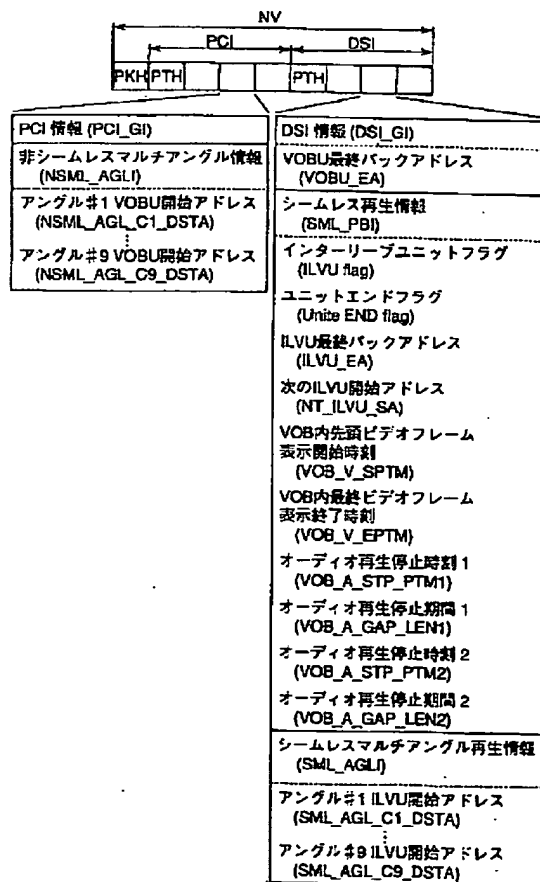 NV
PCI
DSI
PKH PTH PTH
PCI 情報 (PCI_GI)
非シームレスマルチアングル情報
(NSML_AGLI)
アングル#1 VOBU開始アドレス
(NSML_AGL_C1_DSTA)
アングル#9 VOBU開始アドレス
(NSML_AGL_C9_DSTA)
DSI 情報 (DSI_GI)
VOBU最終パックアドレス
(VOBU_EA)
シームレス再生情報
(SML_PBI)
インターリーブユニットフラグ
(ILVU flag)
ユニットエンドフラグ
(Unite END flag)
ILVU最終パックアドレス
(ILVU_EA)
次のILVU開始アドレス
(NT_ILVU_SA)
VOB内先頭ビデオフレーム
表示開始時刻
(VOB_V_SPTM)
VOB内最終ビデオフレーム
表示終了時刻
(VOB_V_EPTM)
オーディオ再生停止時刻 1
(VOB_A_STP_PTM1)
オーディオ再生停止期間 1
(VOB_A_GAP_LEN1)
オーディオ再生停止時刻 2
(VOB_A_STP_PTM2)
オーディオ再生停止期間 2
(VOB_A_GAP_LEN2)
シームレスマルチアングル再生情報
(SML_AGLI)
アングル#1 ILVU開始アドレス
(SML_AGL_C1_DSTA)
アングル#9 ILVU開始アドレス
(SML_AGL_C9_DSTA)